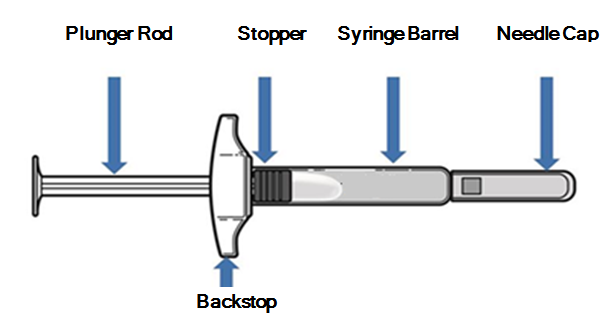 Plunger Rod
Stopper
Syringe Barrel
Needle Cap
Backstop